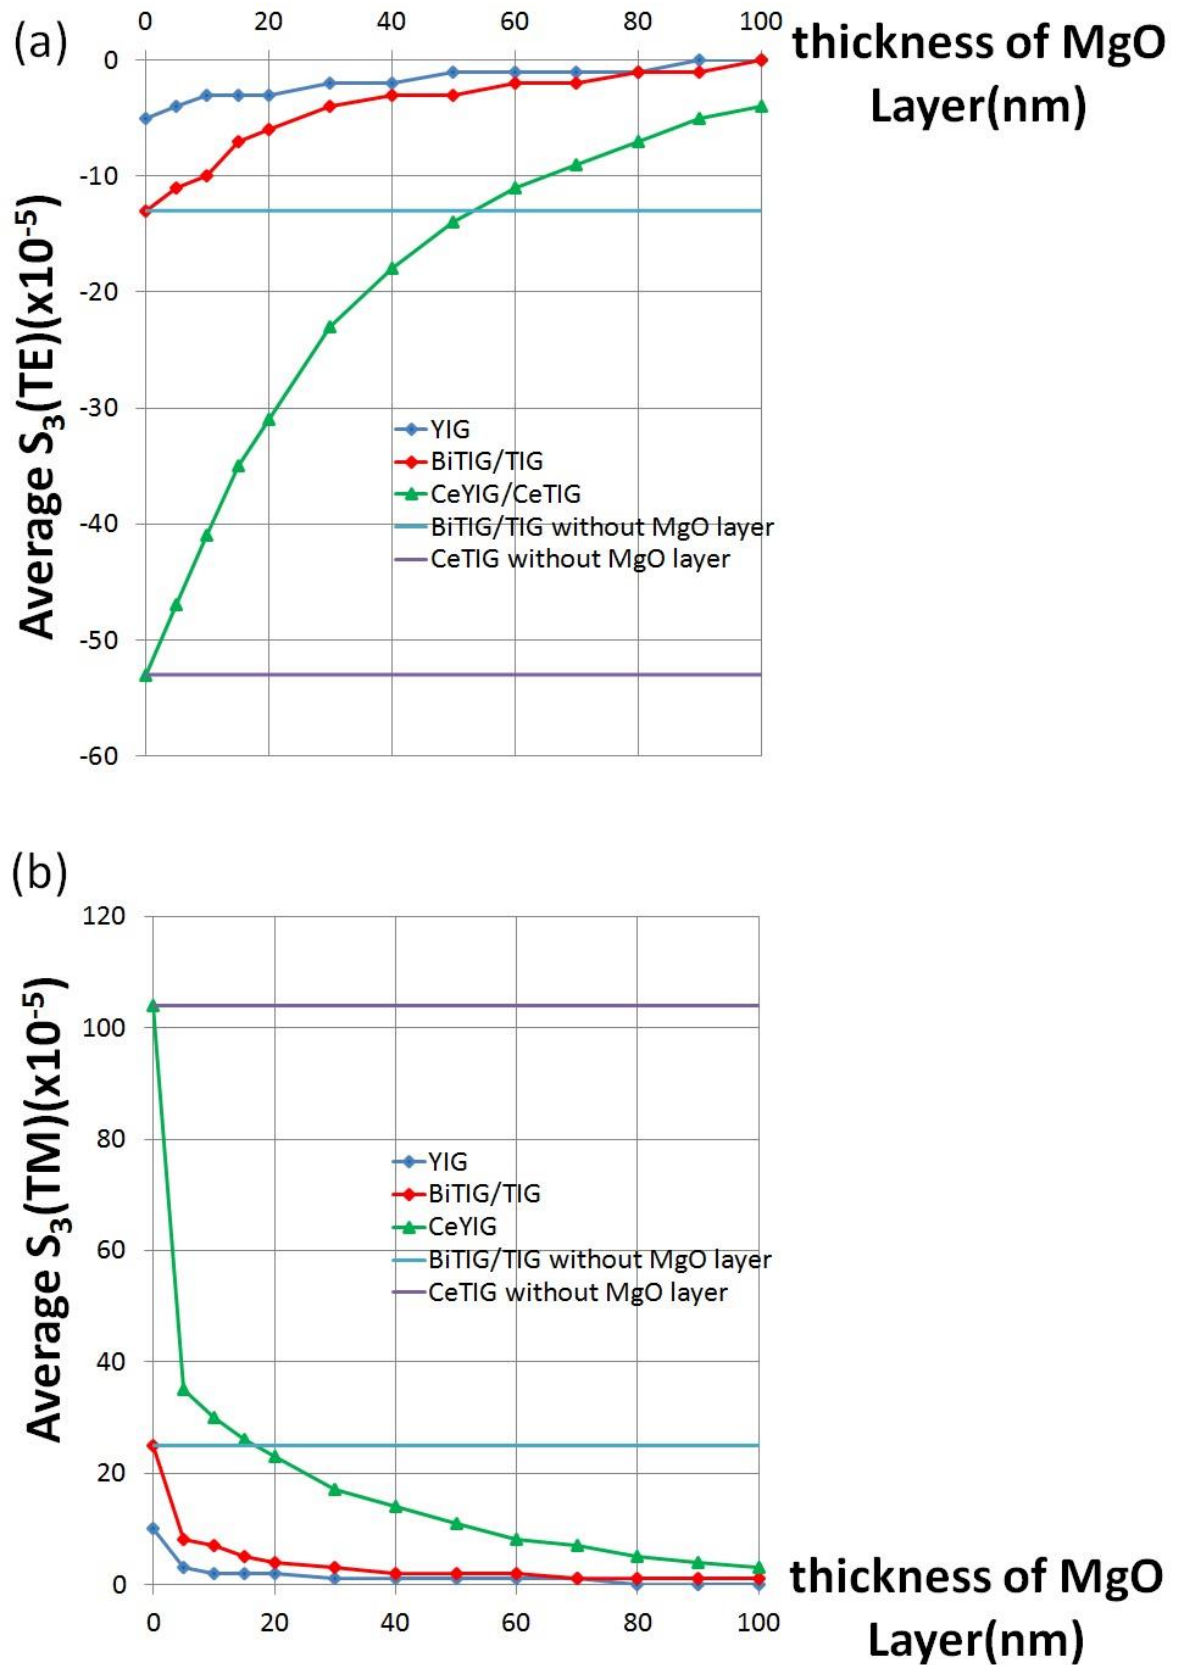 (a)
0 20 40 60 80 100
thickness of MgO
Layer(nm)
0
-10
-20
-30
-40
-50
-60
Average S₃(TE)(x10⁻⁵)
YIG
BiTIG/TIG
CeYIG/CeTIG
BiTIG/TIG without MgO layer
CeTIG without MgO layer
(b)
120
100
80
60
40
20
0
Average S₃(TM)(x10⁻⁵)
YIG
BiTIG/TIG
CeYIG
BiTIG/TIG without MgO layer
CeTIG without MgO layer
0 20 40 60 80 100
thickness of MgO
Layer(nm)